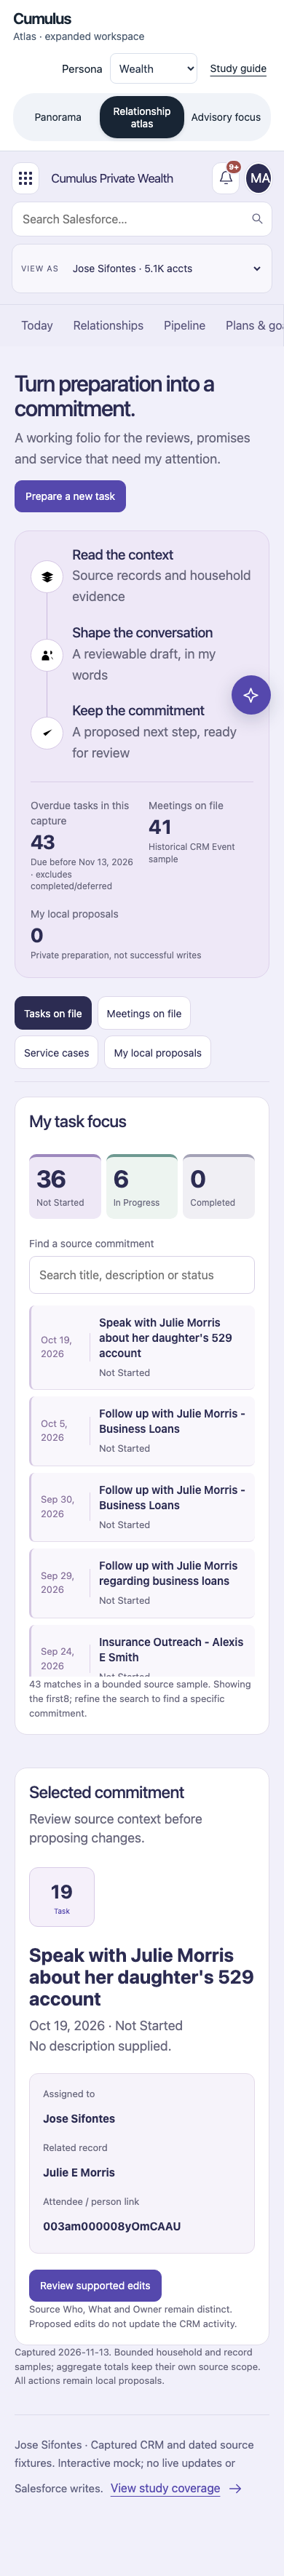 Cumulus
Atlas · expanded workspace
Persona
Wealth
Study guide
Panorama
Relationship
atlas
Advisory focus
Cumulus Private Wealth
9+
MA
Search Salesforce...
VIEW AS
Jose Sifontes · 5.1K accts
Today
Relationships
Pipeline
Plans & goa
Turn preparation into a
commitment.
A working folio for the reviews, promises
and service that need my attention.
Prepare a new task
Read the context
Source records and household
evidence
Shape the conversation
A reviewable draft, in my
words
Keep the commitment
A proposed next step, ready
for review
Overdue tasks in this
capture
43
Due before Nov 13, 2026
· excludes
completed/deferred
Meetings on file
41
Historical CRM Event
sample
My local proposals
0
Private preparation, not successful writes
Tasks on file
Meetings on file
Service cases
My local proposals
My task focus
36
Not Started
6
In Progress
0
Completed
Find a source commitment
Search title, description or status
Oct 19,
2026
Speak with Julie Morris
about her daughter's 529
account
Not Started
Oct 5,
2026
Follow up with Julie Morris -
Business Loans
Not Started
Sep 30,
2026
Follow up with Julie Morris -
Business Loans
Not Started
Sep 29,
2026
Follow up with Julie Morris
regarding business loans
Not Started
Sep 24,
2026
Insurance Outreach - Alexis
E Smith
Not Started
43 matches in a bounded source sample. Showing
the first8; refine the search to find a specific
commitment.
Selected commitment
Review source context before
proposing changes.
19
Task
Speak with Julie Morris
about her daughter's 529
account
Oct 19, 2026 · Not Started
No description supplied.
Assigned to
Jose Sifontes
Related record
Julie E Morris
Attendee / person link
003am000008yOmCAAU
Review supported edits
Source Who, What and Owner remain distinct.
Proposed edits do not update the CRM activity.
Captured 2026-11-13. Bounded household and record
samples; aggregate totals keep their own source scope.
All actions remain local proposals.
Jose Sifontes · Captured CRM and dated source
fixtures. Interactive mock; no live updates or
Salesforce writes. View study coverage →